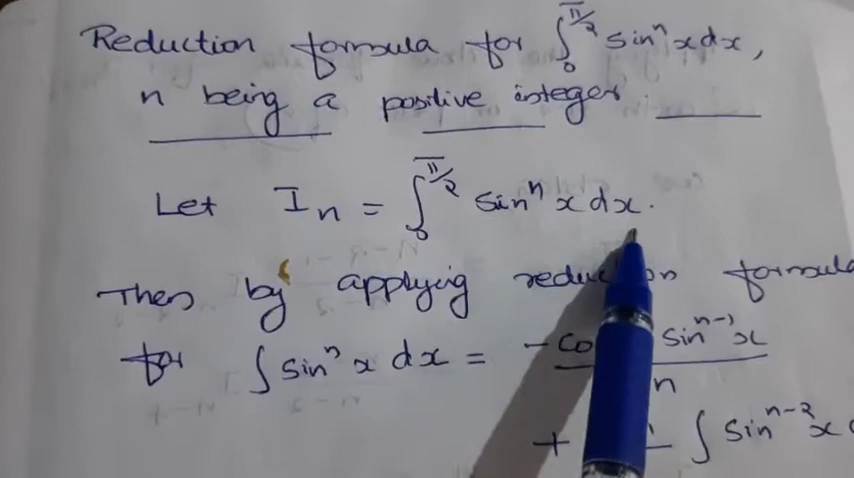 Reduction formula for ∫₀^{π/2} sinⁿ x dx,
n being a positive integer.
Let Iₙ = ∫₀^{π/2} sinⁿ x dx.
Then by applying formula
for ∫ sinⁿ x dx = sinⁿ⁻¹ x
n
+ ∫ sinⁿ⁻² x